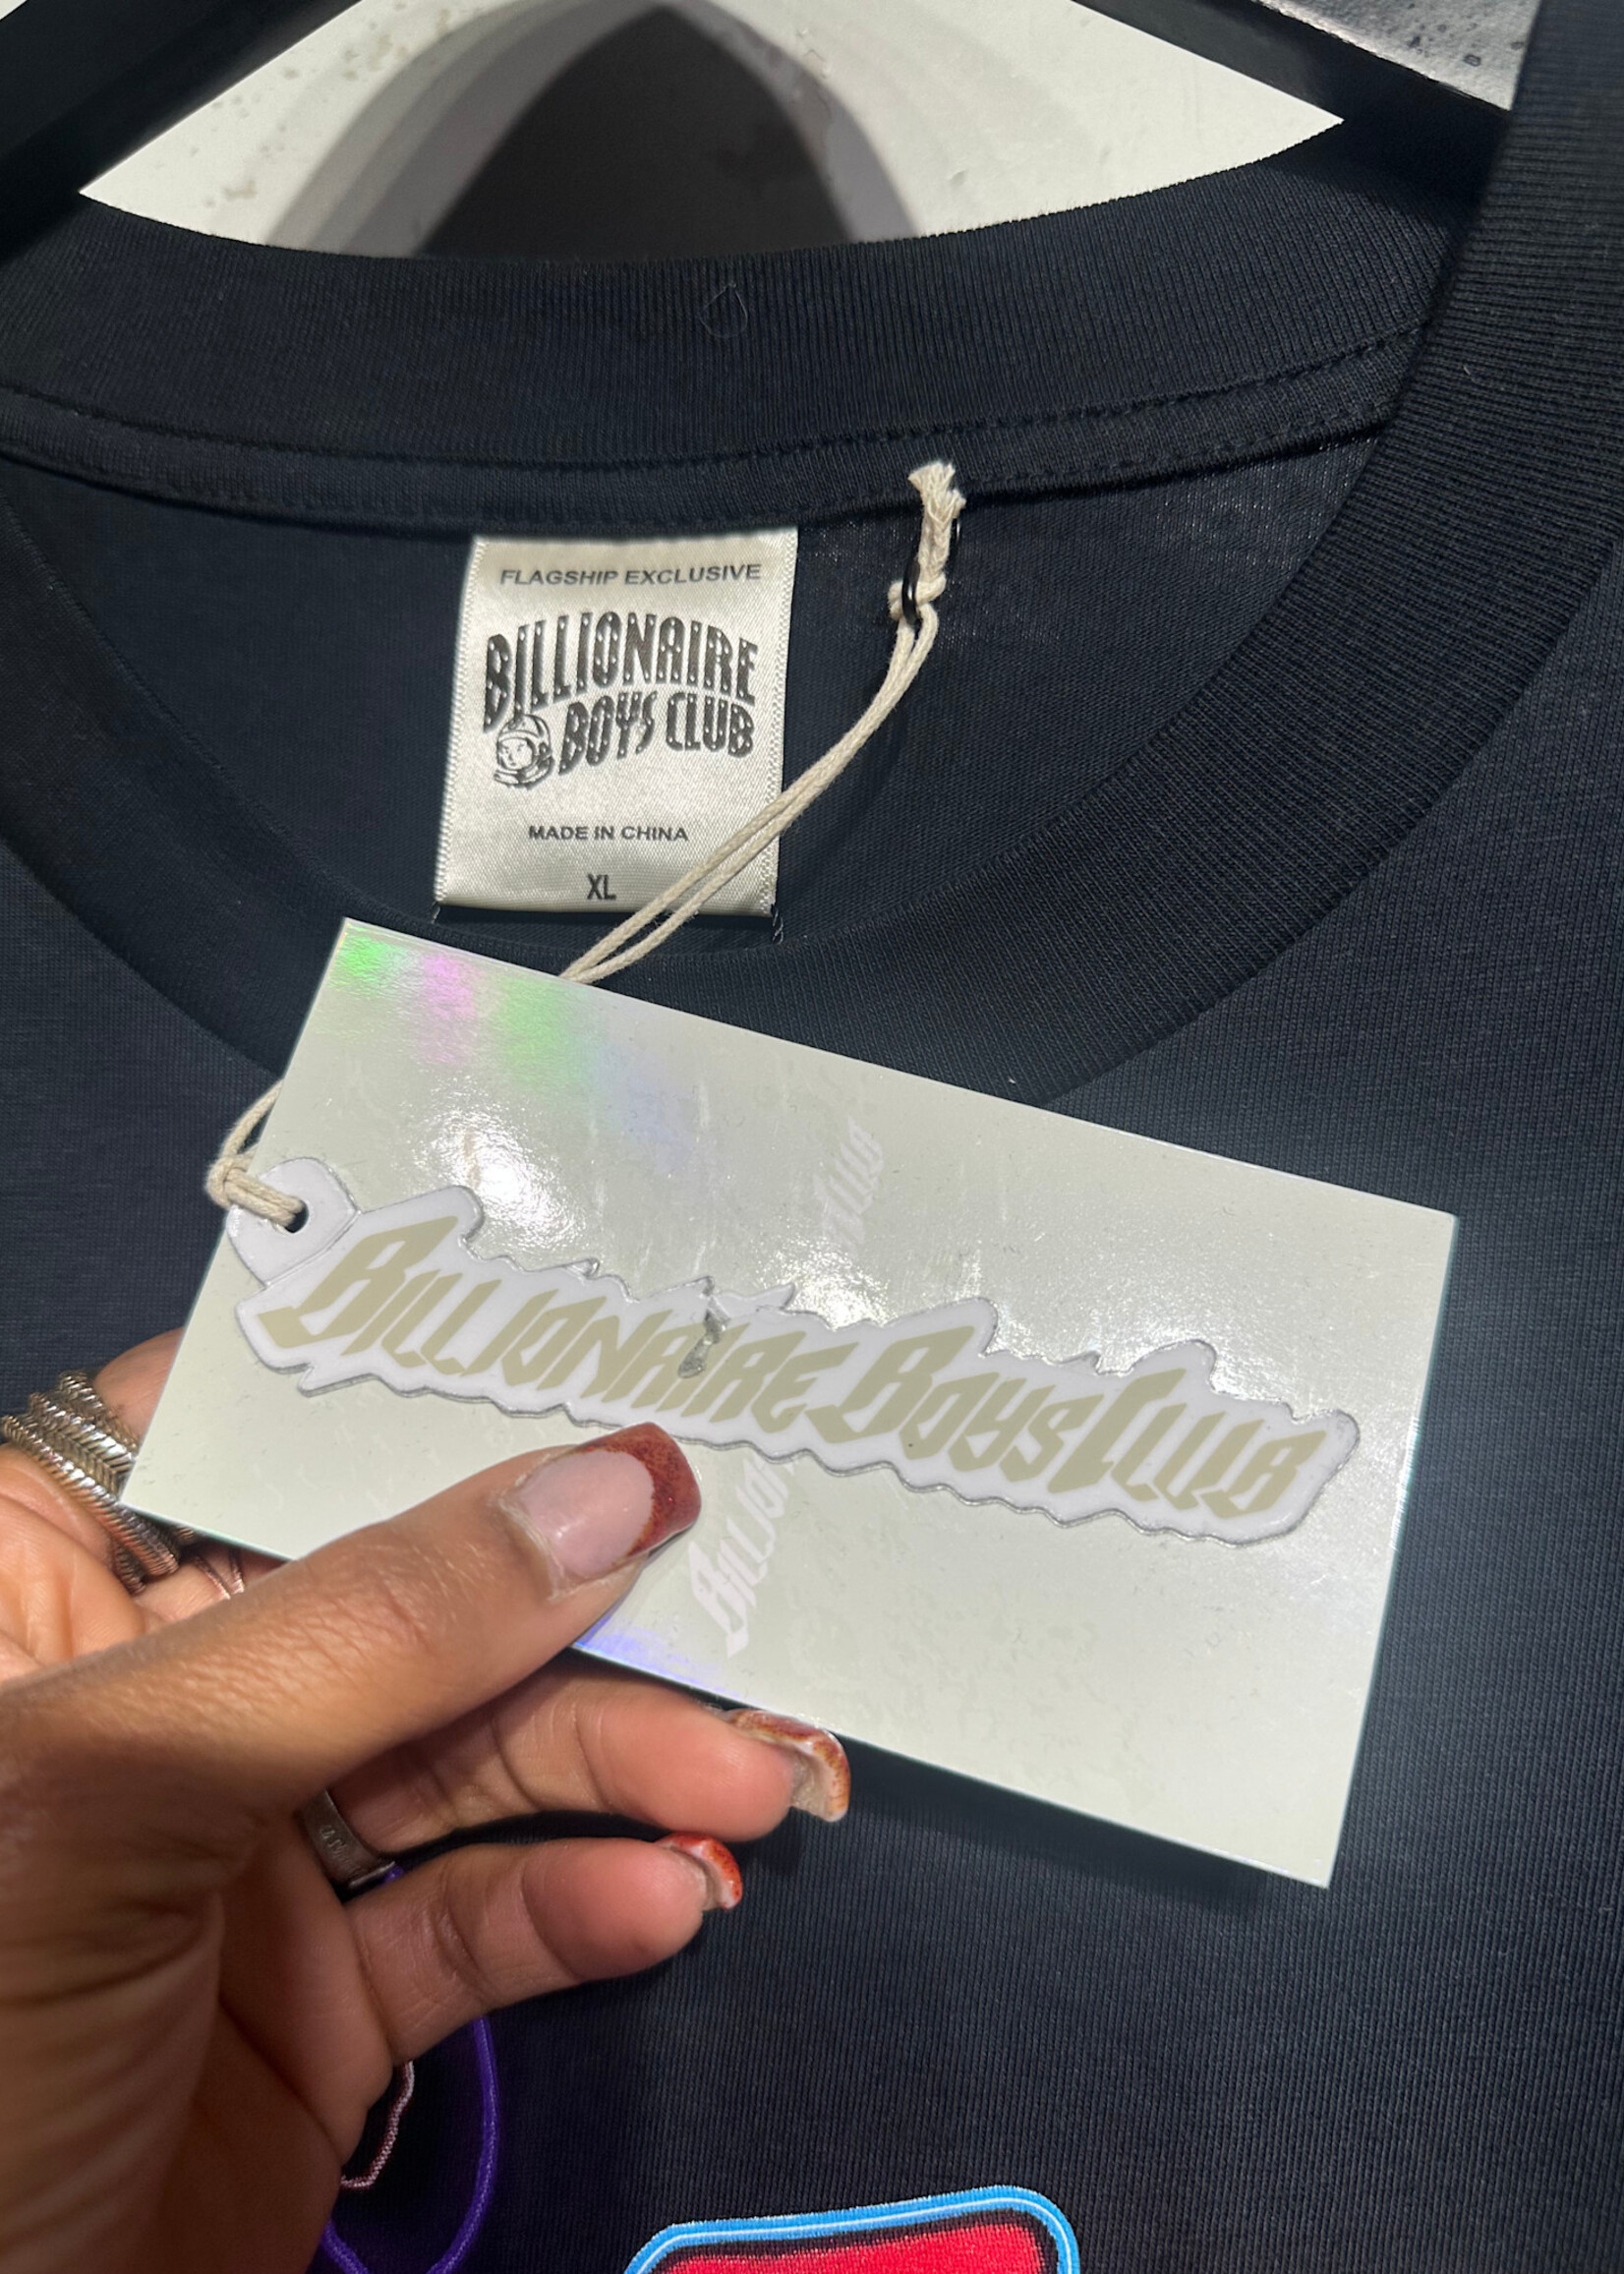 FLAGSHIP EXCLUSIVE
BILLIONAIRE
BOYS CLUB
MADE IN CHINA
XL
BILLIONAIRE BOYS CLUB